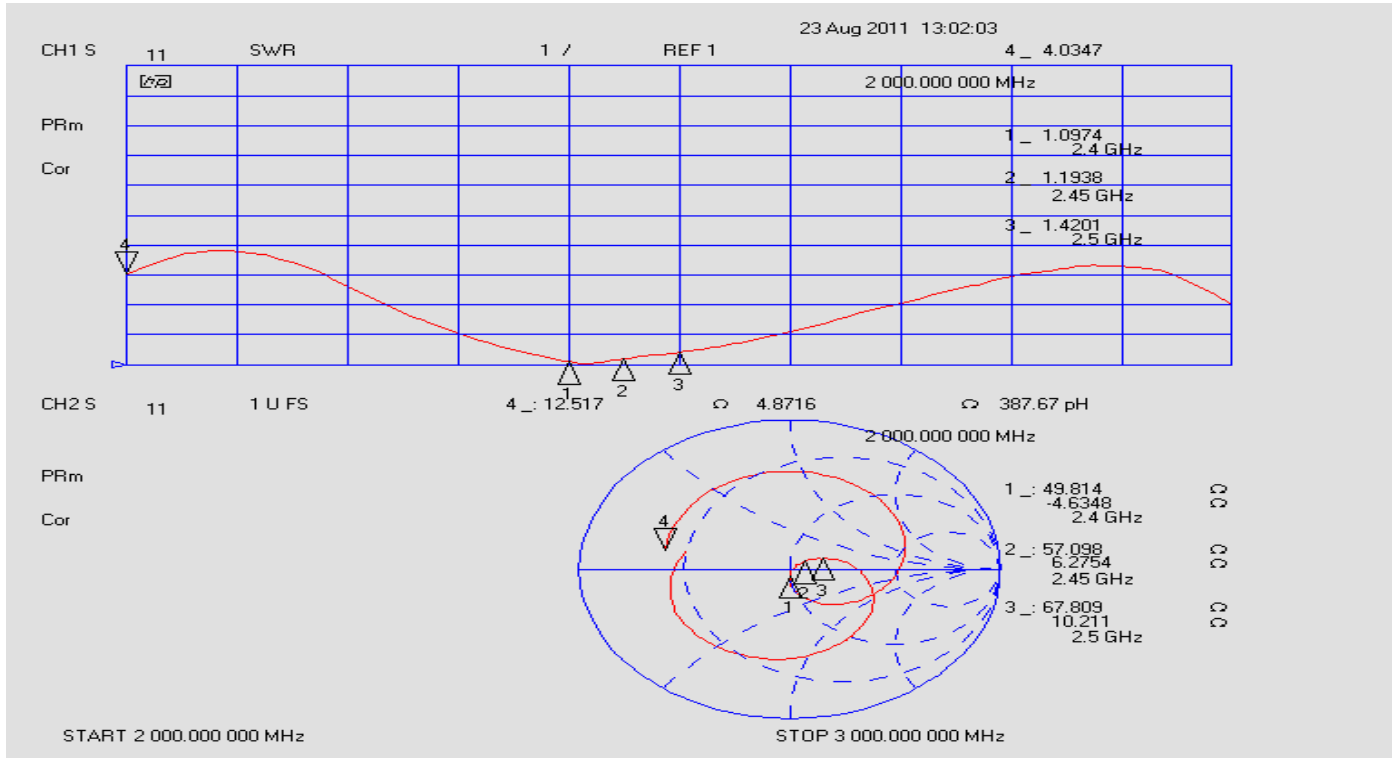 23 Aug 2011 13:02:03
CH1 S 11 SWR 1 / REF 1 4 _ 4.0347
2 000.000 000 MHz
PRm
1 _ 1.0974
2.4 GHz
Cor
2 _ 1.1938
2.45 GHz
3 _ 1.4201
2.5 GHz
4
1 2 3
CH2 S 11 1 U FS 4 _: 12.517 Ω 4.8716 Ω 387.67 pH
2 000.000 000 MHz
PRm
1 _: 49.814 Ω
-4.6348 Ω
2.4 GHz
Cor
4
2 _: 57.098 Ω
6.2754 Ω
2.45 GHz
1 2 3
3 _: 67.809 Ω
10.211 Ω
2.5 GHz
START 2 000.000 000 MHz STOP 3 000.000 000 MHz